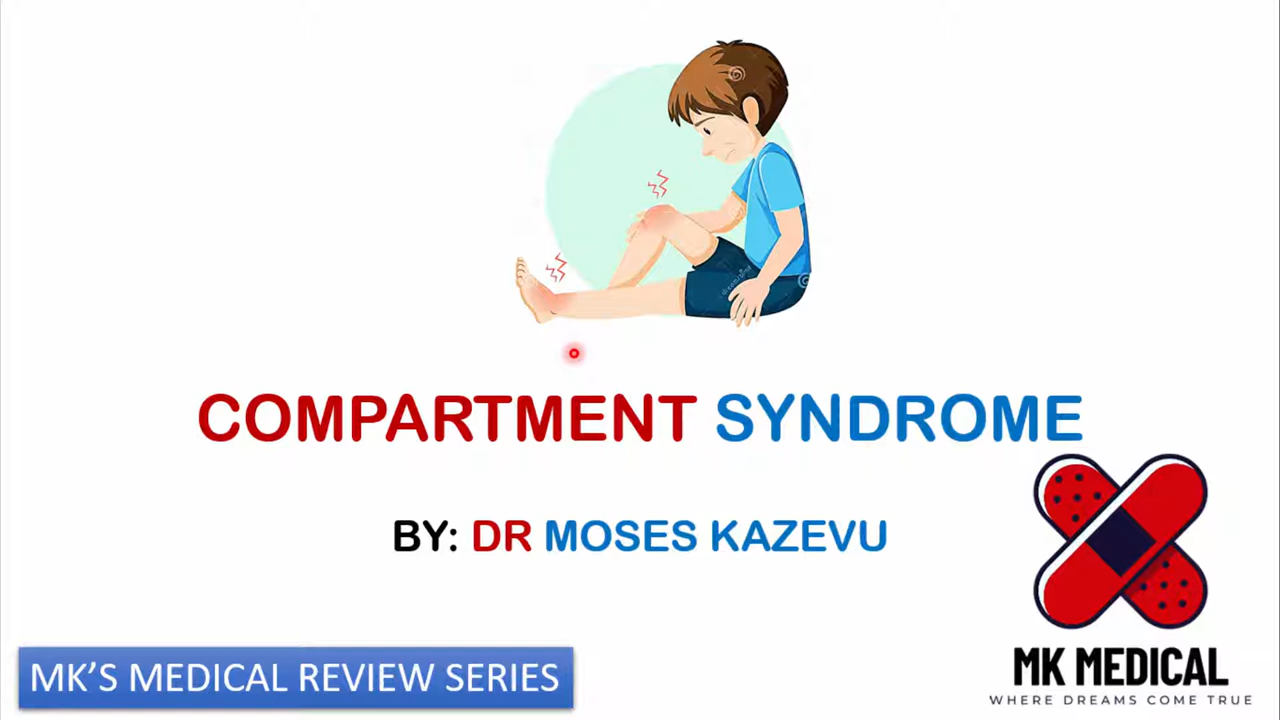 COMPARTMENT SYNDROME
BY: DR MOSES KAZEVU
MK'S MEDICAL REVIEW SERIES
MK MEDICAL
WHERE DREAMS COME TRUE